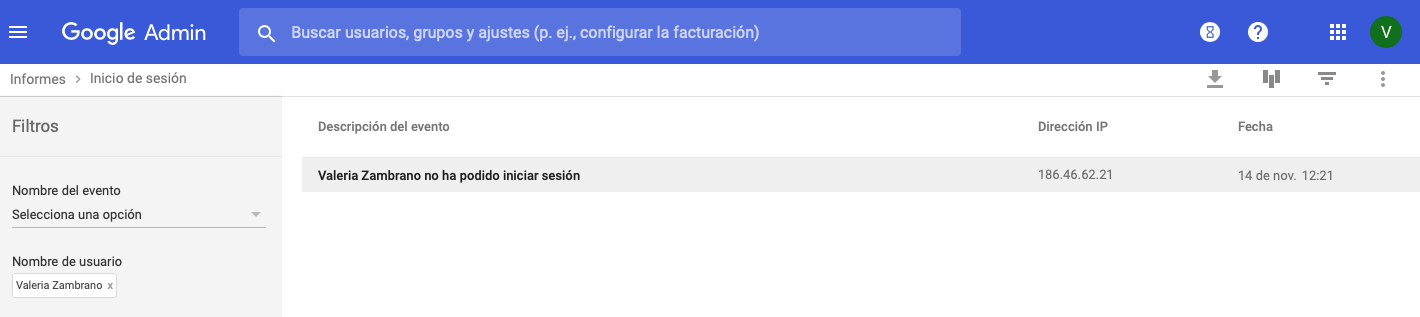 Google Admin
Buscar usuarios, grupos y ajustes (p. ej., configurar la facturación)
V
Informes > Inicio de sesión
Filtros
Descripción del evento Dirección IP Fecha
Valeria Zambrano no ha podido iniciar sesión 186.46.62.21 14 de nov. 12:21
Nombre del evento
Selecciona una opción
Nombre de usuario
Valeria Zambrano x